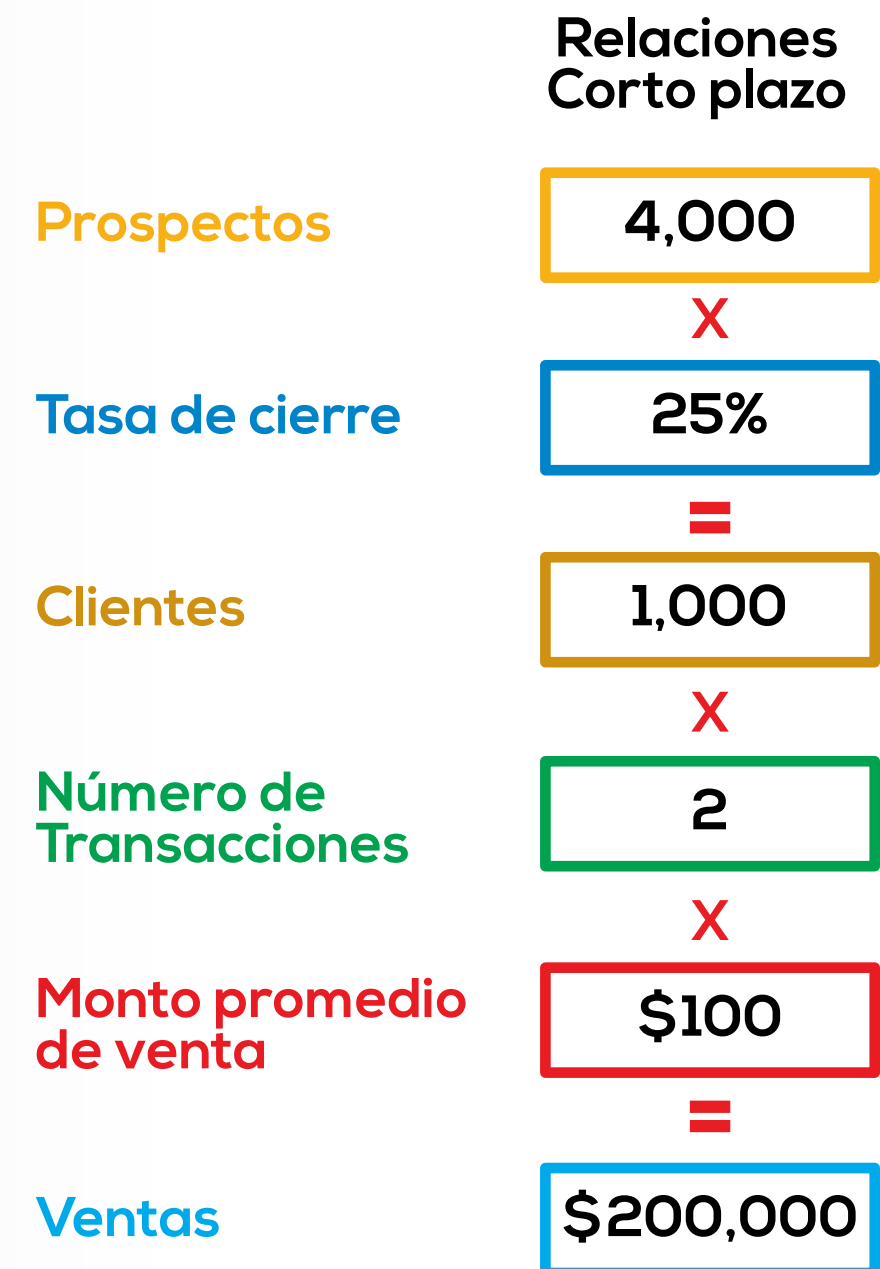 Relaciones
Corto plazo
Prospectos
4,000
X
Tasa de cierre
25%
=
Clientes
1,000
X
Número de
Transacciones
2
X
Monto promedio
de venta
$100
=
Ventas
$200,000